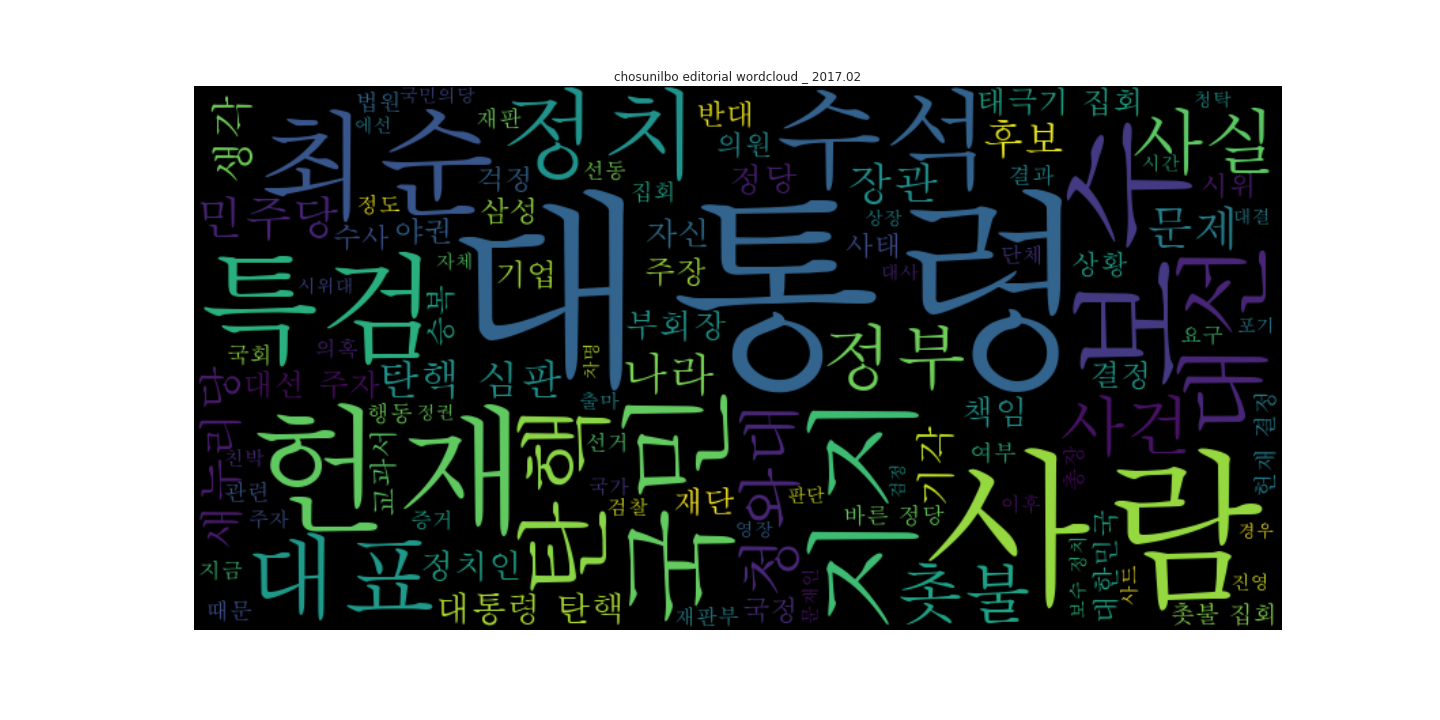 chosunilbo editorial wordcloud _ 2017.02
생각
법원
국민의당
에선
최순
재판
정치
반대
의원
수석
태극기 집회
후보
청탁
사실
시간
걱정
선동
집회
정당
장관
결과
보수
시위
민주당
정도
삼성
수사
야권
자신
상장
사태
문제
대결
대통령
특검
자체
시위대
승복
기업
주장
대사
단체
상황
대전
국회
의혹
부회장
정부
요구
포기
대선 주자
탄핵 심판
차명
나라
결정
새누리당
출마
헌재
행동
정권
교과서
탄핵
선거
국민
청와대
지지
책임
사건
헌재 결정
친박
관련
국가
검찰
재단
판단
검정
기각
여부
총장
사람
주자
증거
영장
바른 정당
이후
경우
대표
정치인
지금
때문
대통령 탄핵
재판부
국정
문재인
촛불
보수 정치
대한민국
사드
진영
촛불 집회